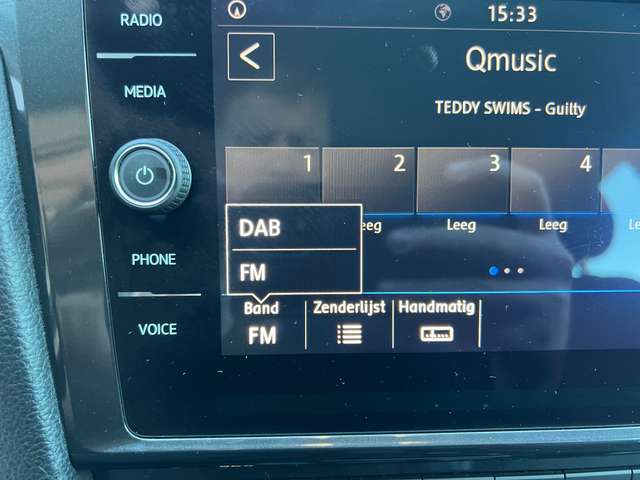 RADIO
15:33
Qmusic
MEDIA
TEDDY SWIMS - Guilty
1 2 3 4
DAB
Leeg Leeg
FM
PHONE
Band Zenderlijst Handmatig
FM
VOICE